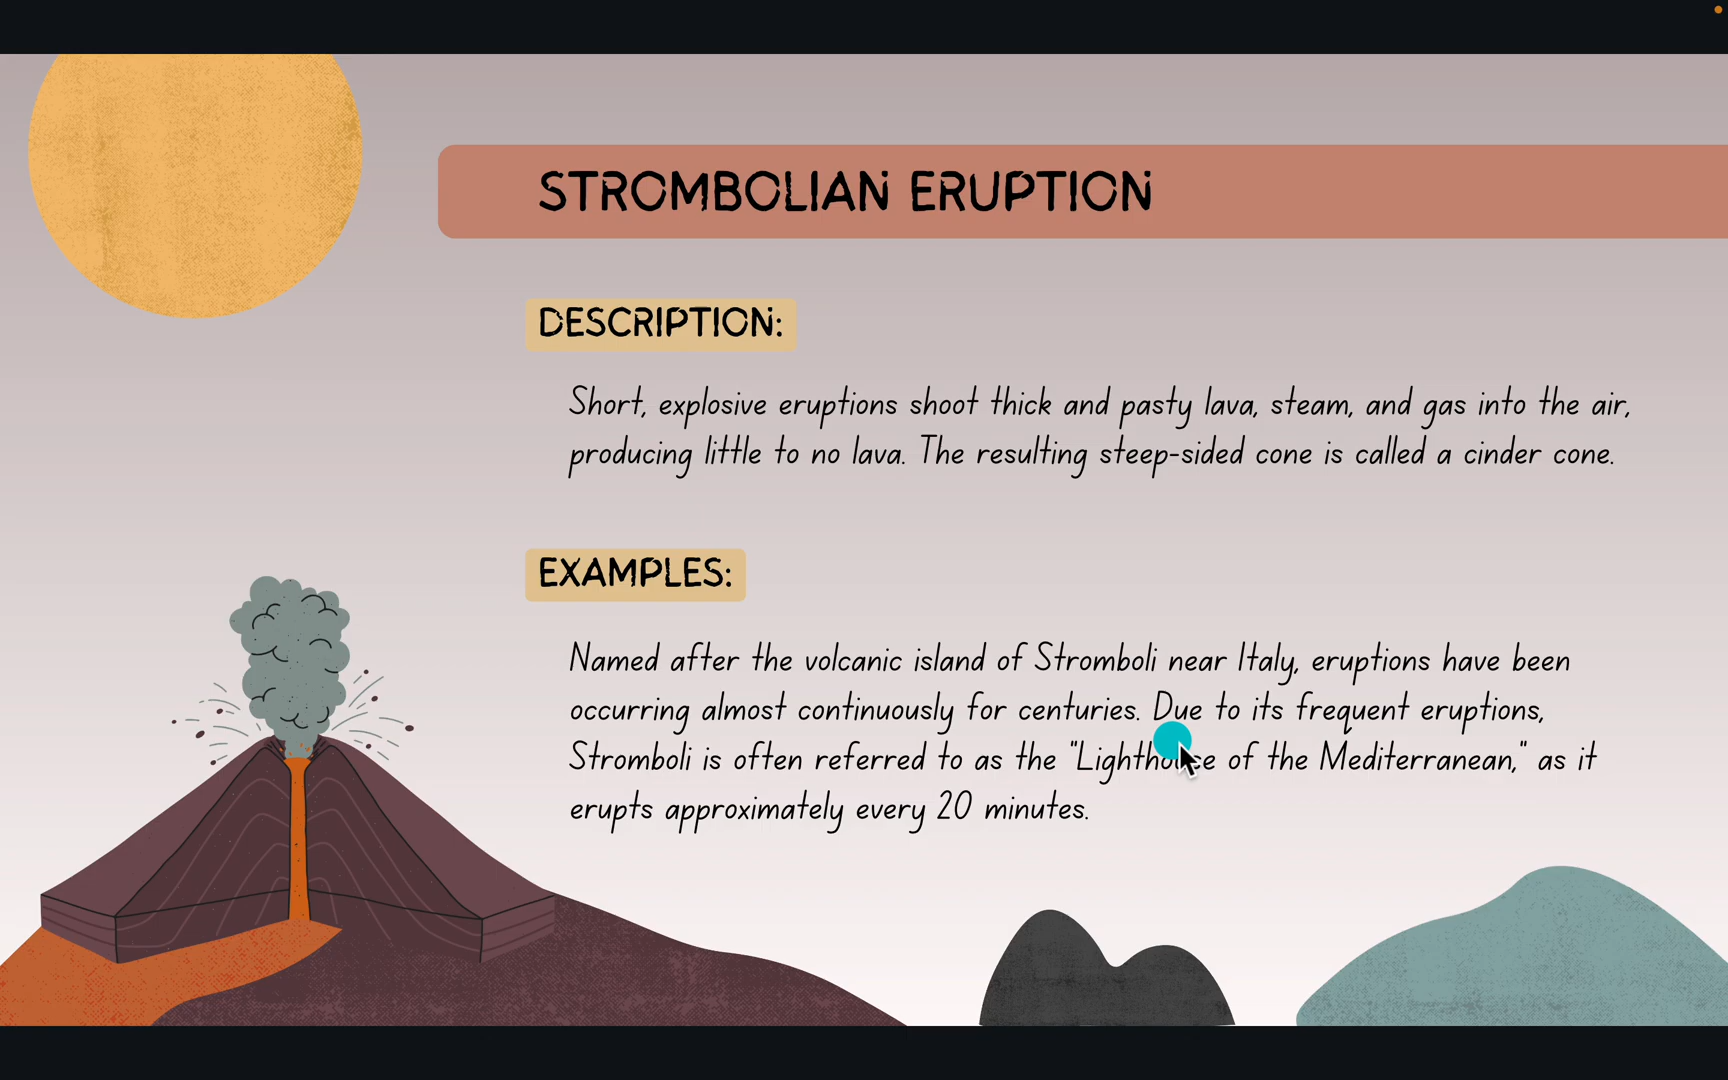 STROMBOLIAN ERUPTION
DESCRIPTION:
Short, explosive eruptions shoot thick and pasty lava, steam, and gas into the air,
producing little to no lava. The resulting steep-sided cone is called a cinder cone.
EXAMPLES:
Named after the volcanic island of Stromboli near Italy, eruptions have been
occurring almost continuously for centuries. Due to its frequent eruptions,
Stromboli is often referred to as the "Lighthouse of the Mediterranean," as it
erupts approximately every 20 minutes.